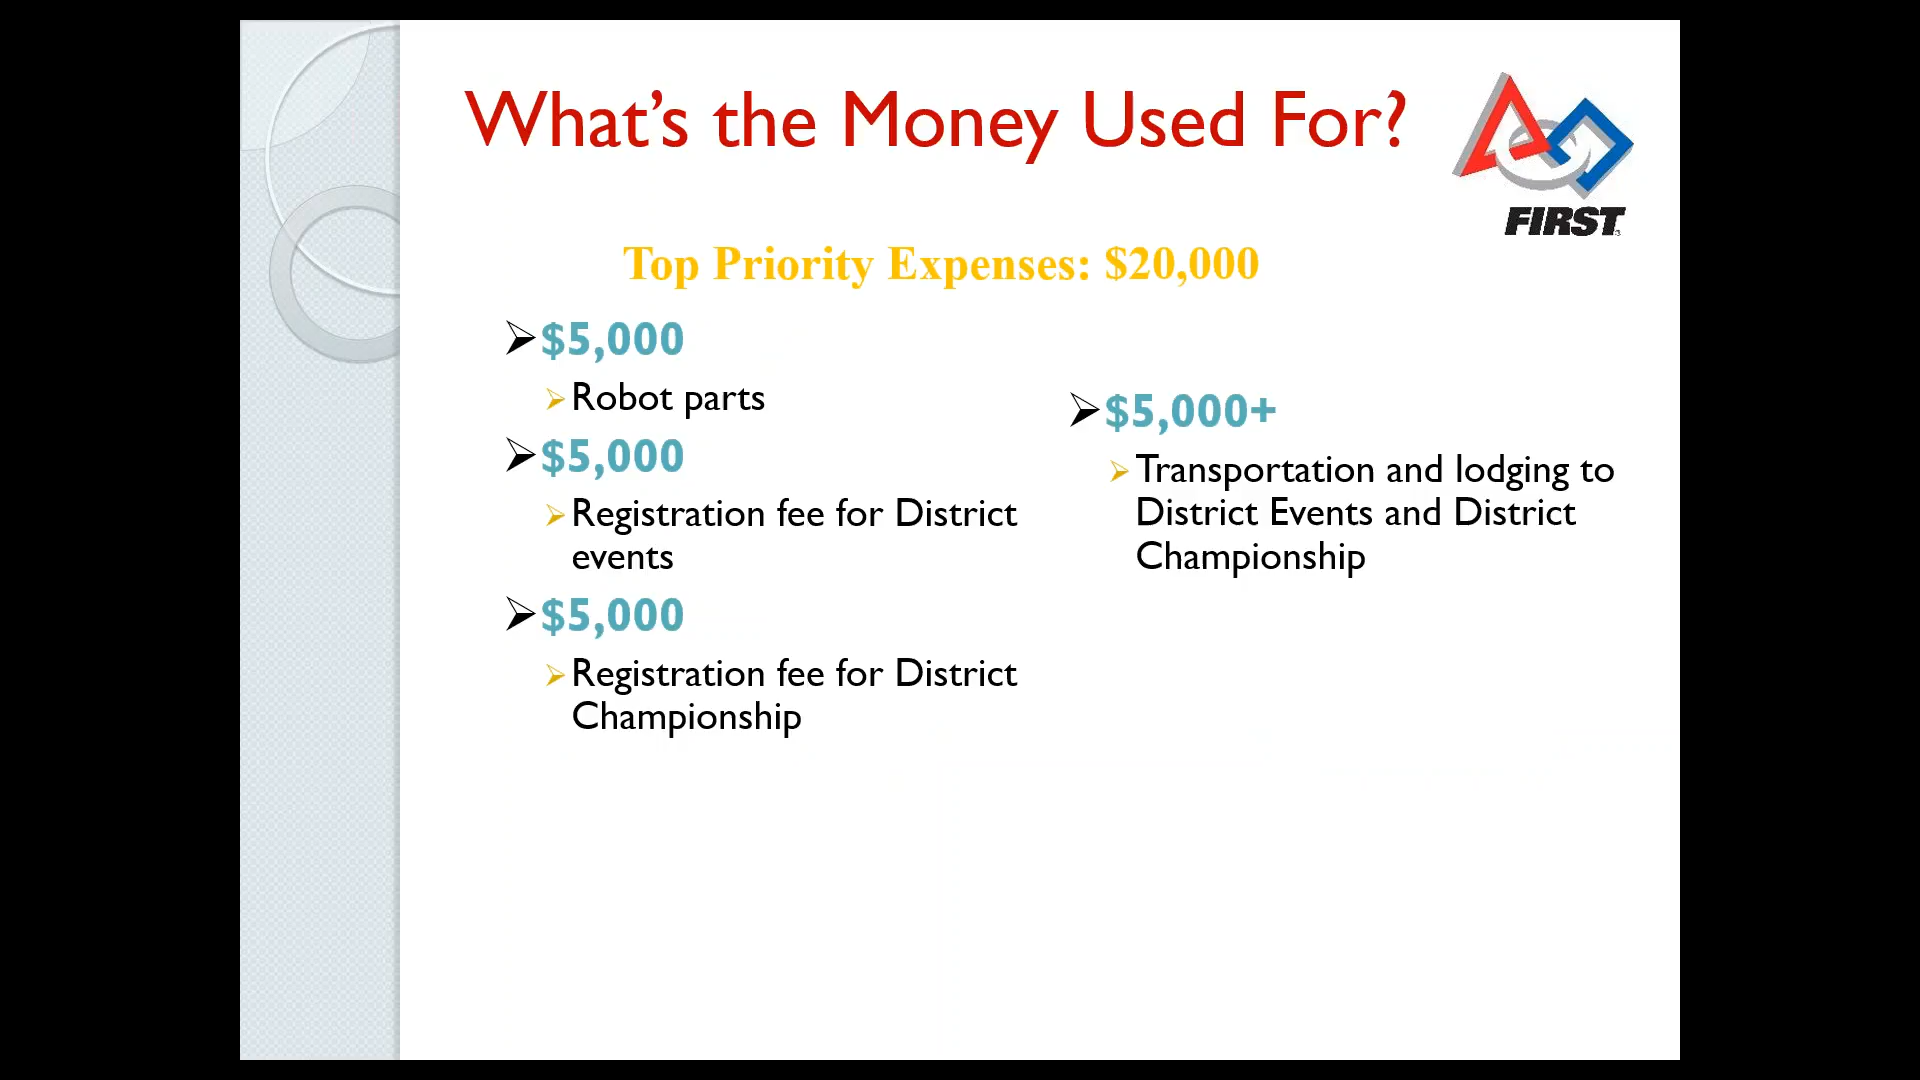 What's the Money Used For?
FIRST
Top Priority Expenses: $20,000
$5,000
Robot parts
$5,000
Registration fee for District
events
$5,000
Registration fee for District
Championship
$5,000+
Transportation and lodging to
District Events and District
Championship